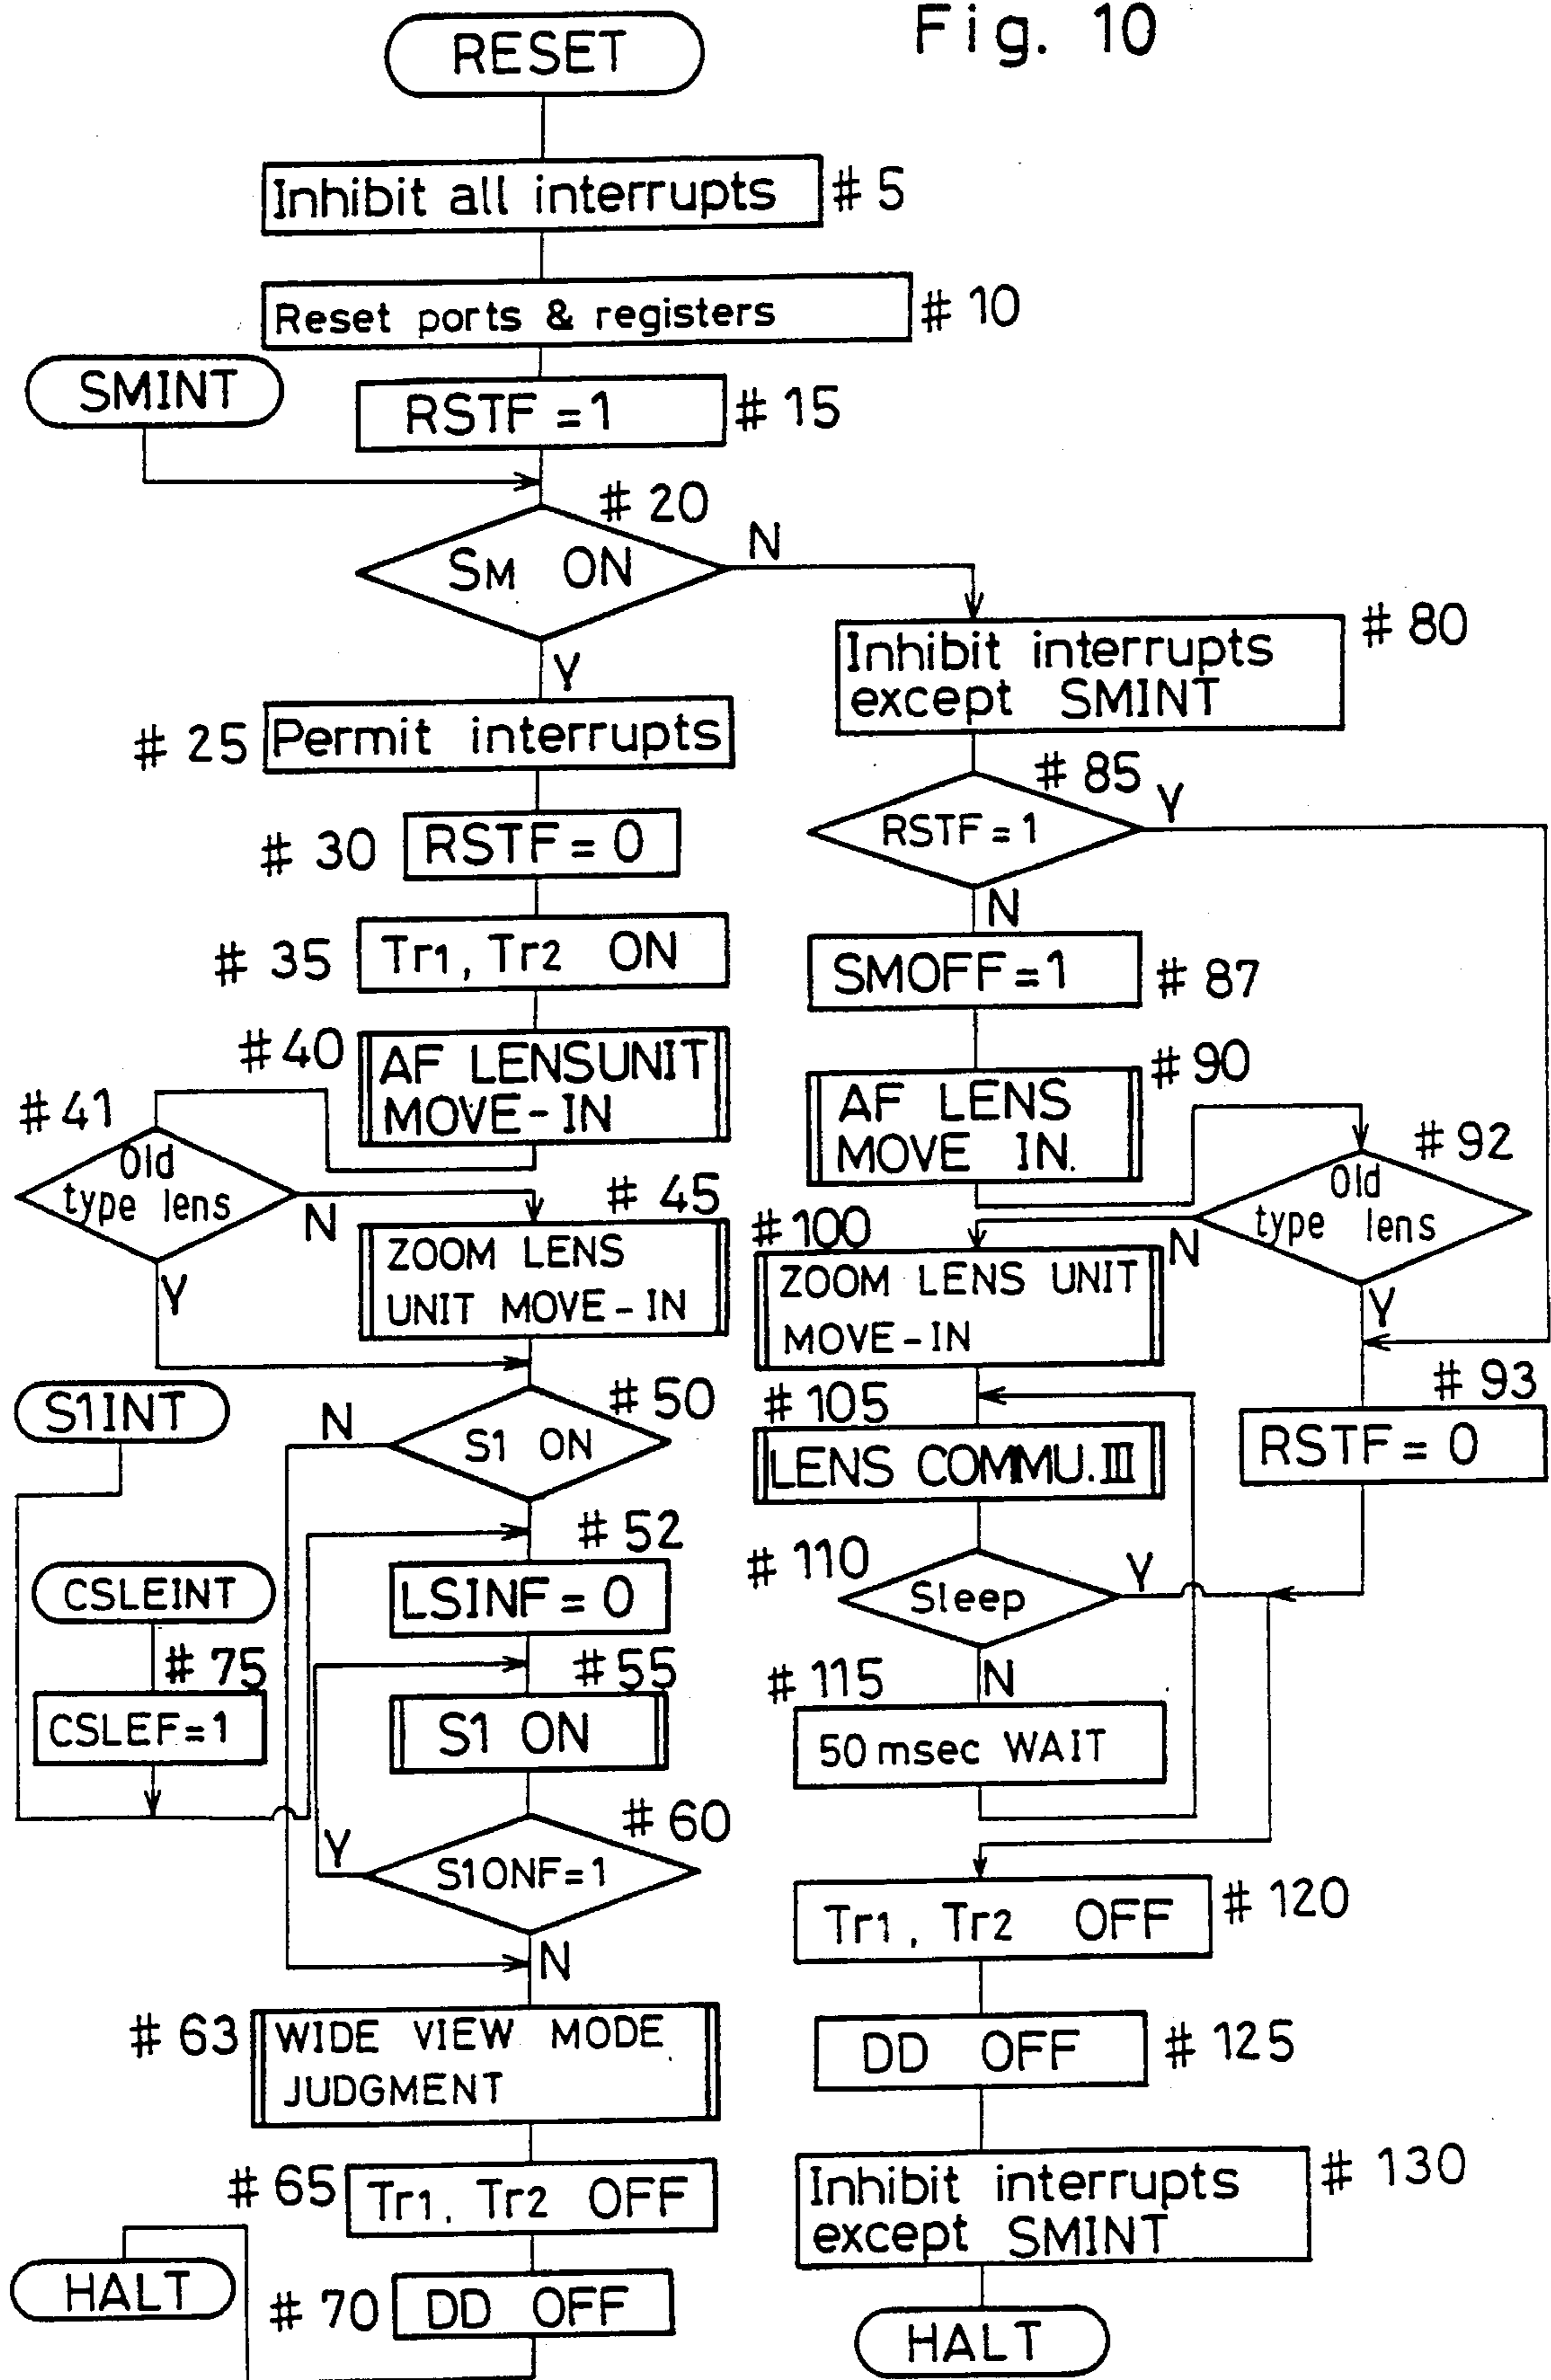 Fig. 10
RESET
Inhibit all interrupts # 5
Reset ports & registers # 10
SMINT
RSTF = 1 # 15
# 20
SM ON
N
Y
# 25 Permit interrupts
# 30 RSTF = 0
# 35 Tr1, Tr2 ON
# 40 AF LENSUNIT
MOVE-IN
# 41
Old
type lens
N
Y
# 45
ZOOM LENS
UNIT MOVE-IN
S1INT
# 50
S1 ON
N
# 52
LSINF = 0
CSLEINT
# 75
CSLEF=1
# 55
S1 ON
# 60
S1ONF=1
Y
N
# 63 WIDE VIEW MODE
JUDGMENT
# 65 Tr1, Tr2 OFF
# 70 DD OFF
HALT
# 80
Inhibit interrupts
except SMINT
# 85
RSTF=1
Y
N
SMOFF=1 # 87
# 90
AF LENS
MOVE IN.
# 92
Old
type lens
N
Y
# 93
RSTF = 0
# 100
ZOOM LENS UNIT
MOVE-IN
# 105
LENS COMMU.III
# 110
Sleep
Y
N
# 115
50msec WAIT
Tr1, Tr2 OFF # 120
DD OFF # 125
Inhibit interrupts # 130
except SMINT
HALT